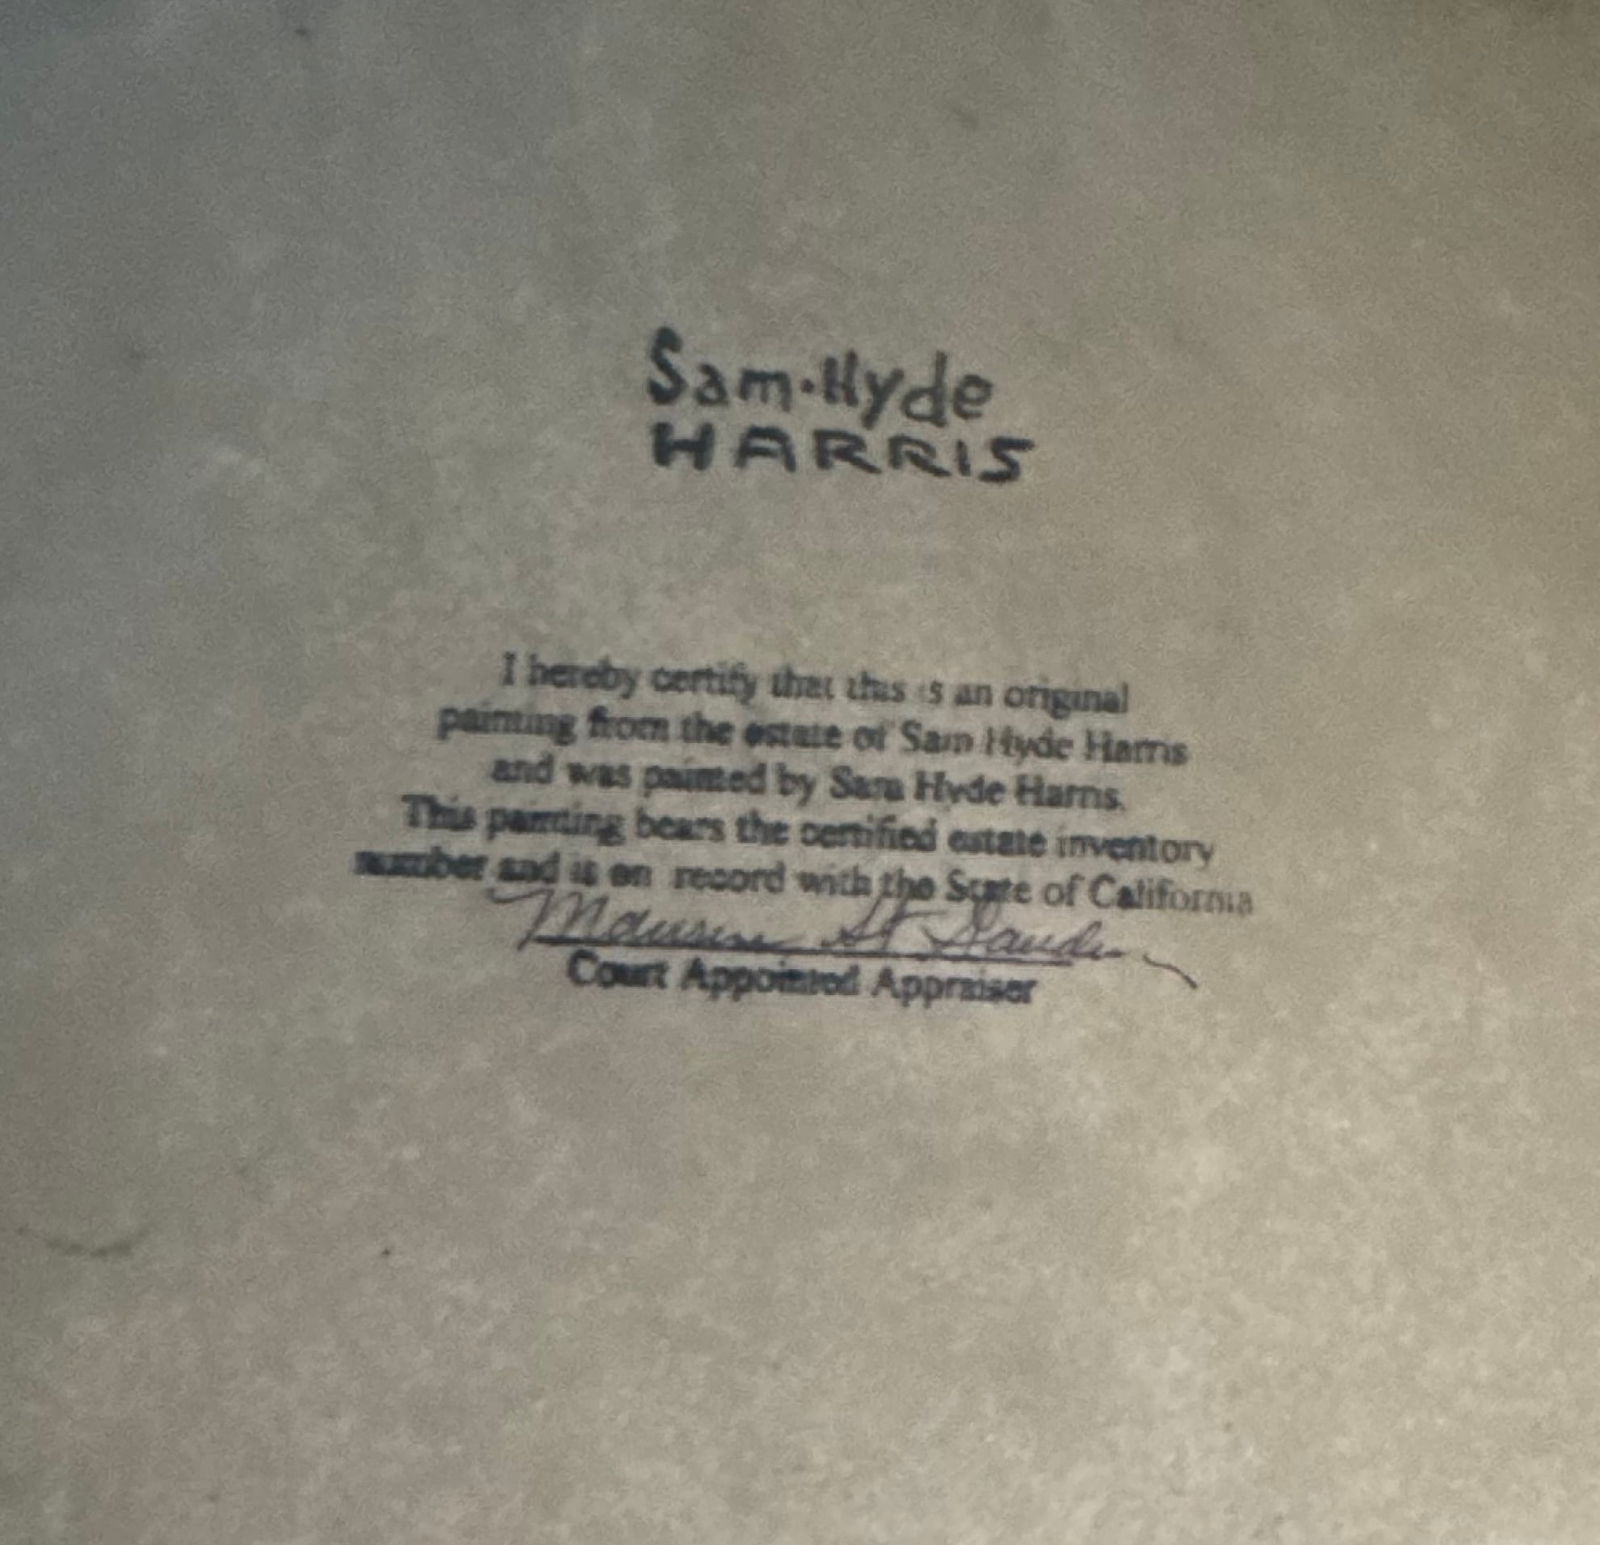 Sam·Hyde
HARRIS
I hereby certify that this is an original
painting from the estate of Sam Hyde Harris
and was painted by Sam Hyde Harris.
This painting bears the certified estate inventory
number and is on record with the State of California
Maurine St
Court Appointed Appraiser